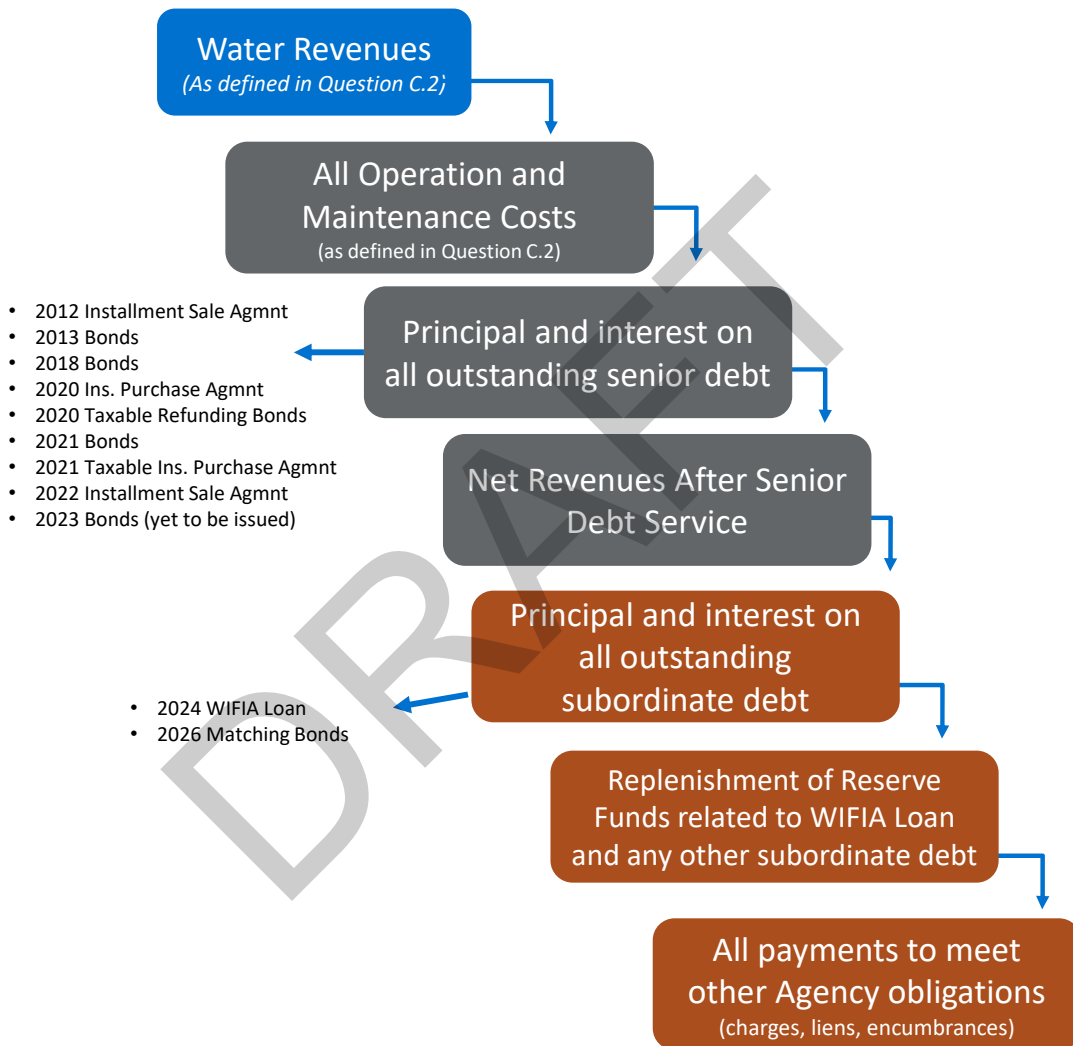 Water Revenues
(As defined in Question C.2)
All Operation and
Maintenance Costs
(as defined in Question C.2)
• 2012 Installment Sale Agmnt
• 2013 Bonds
• 2018 Bonds
• 2020 Ins. Purchase Agmnt
• 2020 Taxable Refunding Bonds
• 2021 Bonds
• 2021 Taxable Ins. Purchase Agmnt
• 2022 Installment Sale Agmnt
• 2023 Bonds (yet to be issued)
Principal and interest on
all outstanding senior debt
Net Revenues After Senior
Debt Service
Principal and interest on
all outstanding
subordinate debt
• 2024 WIFIA Loan
• 2026 Matching Bonds
Replenishment of Reserve
Funds related to WIFIA Loan
and any other subordinate debt
All payments to meet
other Agency obligations
(charges, liens, encumbrances)
DRAFT